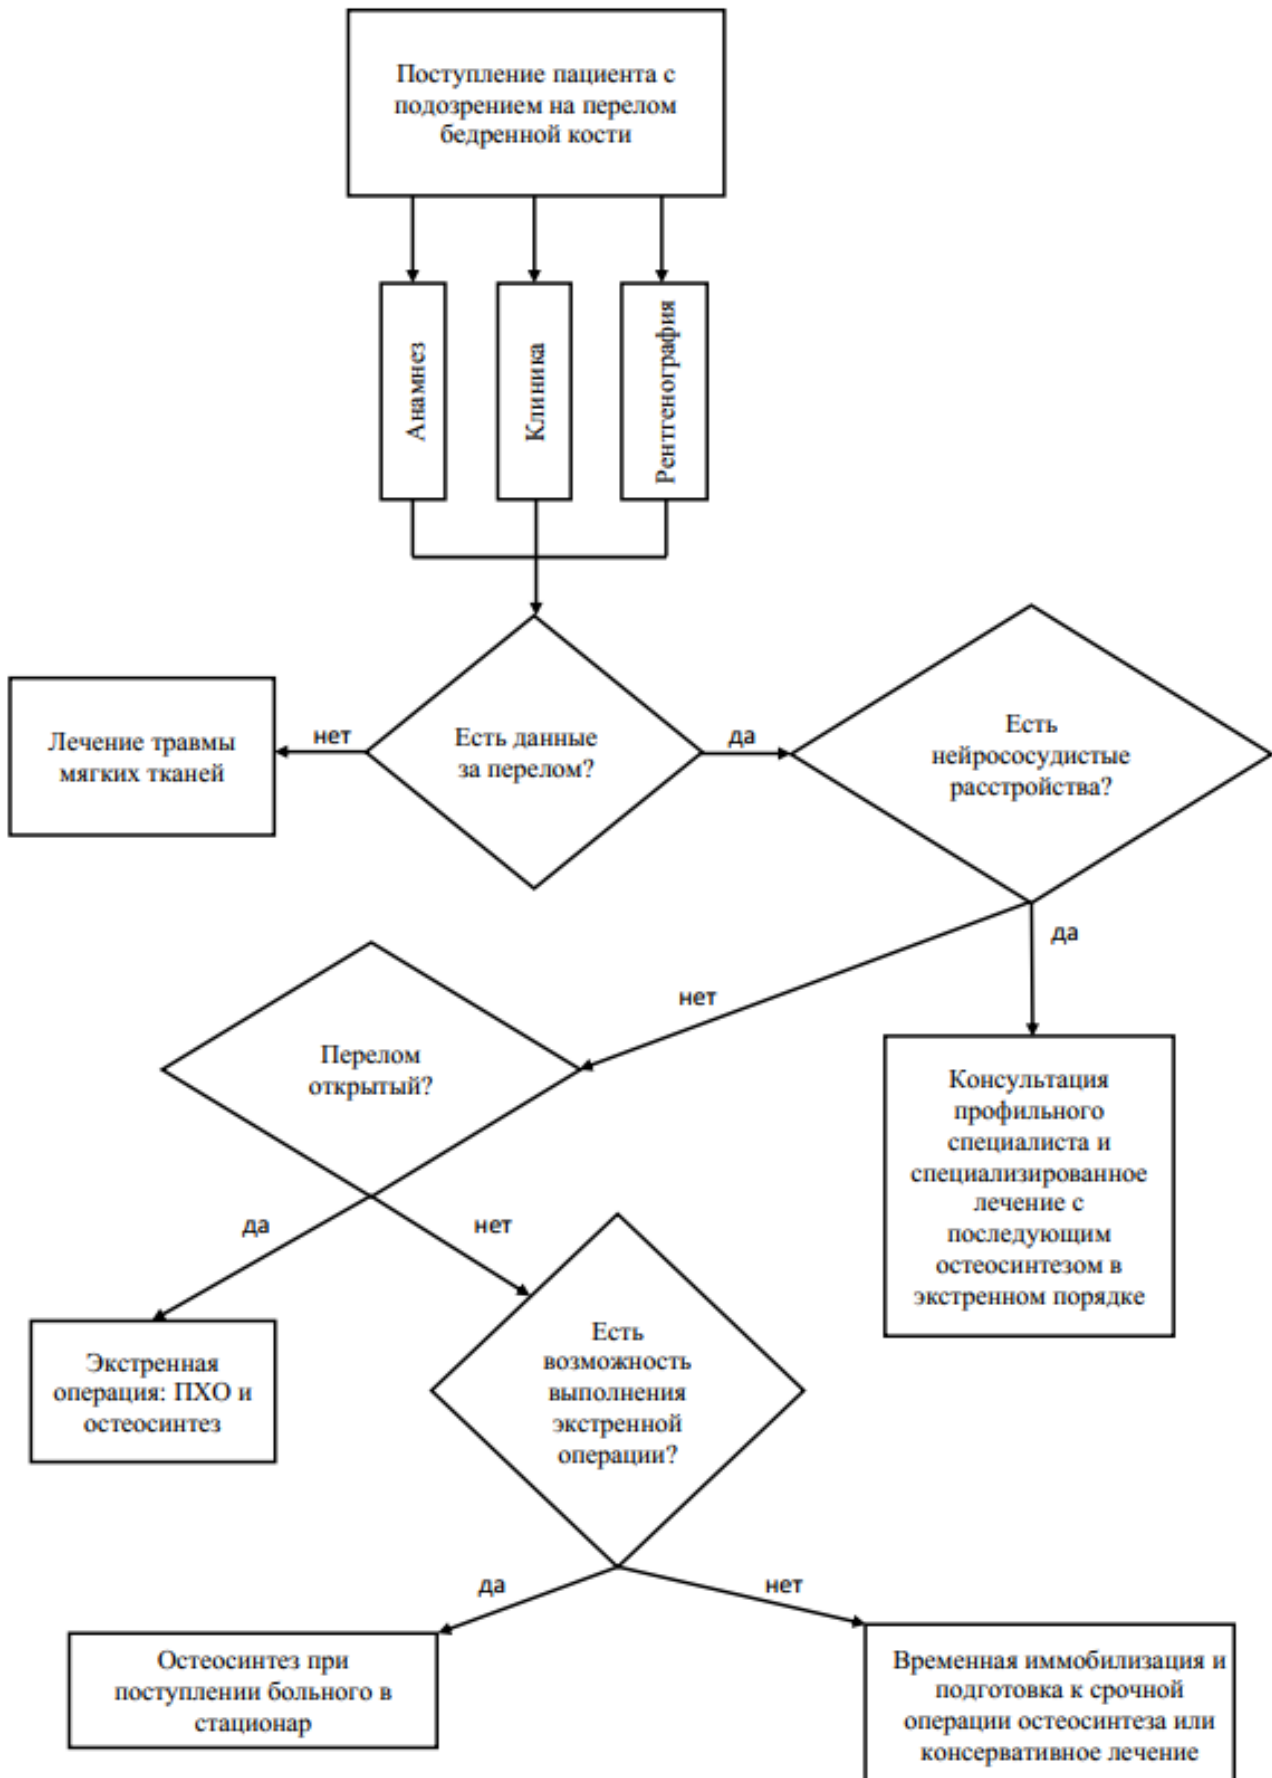 Поступление пациента с
подозрением на перелом
бедренной кости
Анамнез
Клиника
Рентгенография
Есть данные
за перелом?
нет
да
Лечение травмы
мягких тканей
Есть
нейрососудистые
расстройства?
да
нет
Перелом
открытый?
Консультация
профильного
специалиста и
специализированное
лечение с
последующим
остеосинтезом в
экстренном порядке
да
нет
Экстренная
операция: ПХО и
остеосинтез
Есть
возможность
выполнения
экстренной
операции?
да
нет
Остеосинтез при
поступлении больного в
стационар
Временная иммобилизация и
подготовка к срочной
операции остеосинтеза или
консервативное лечение